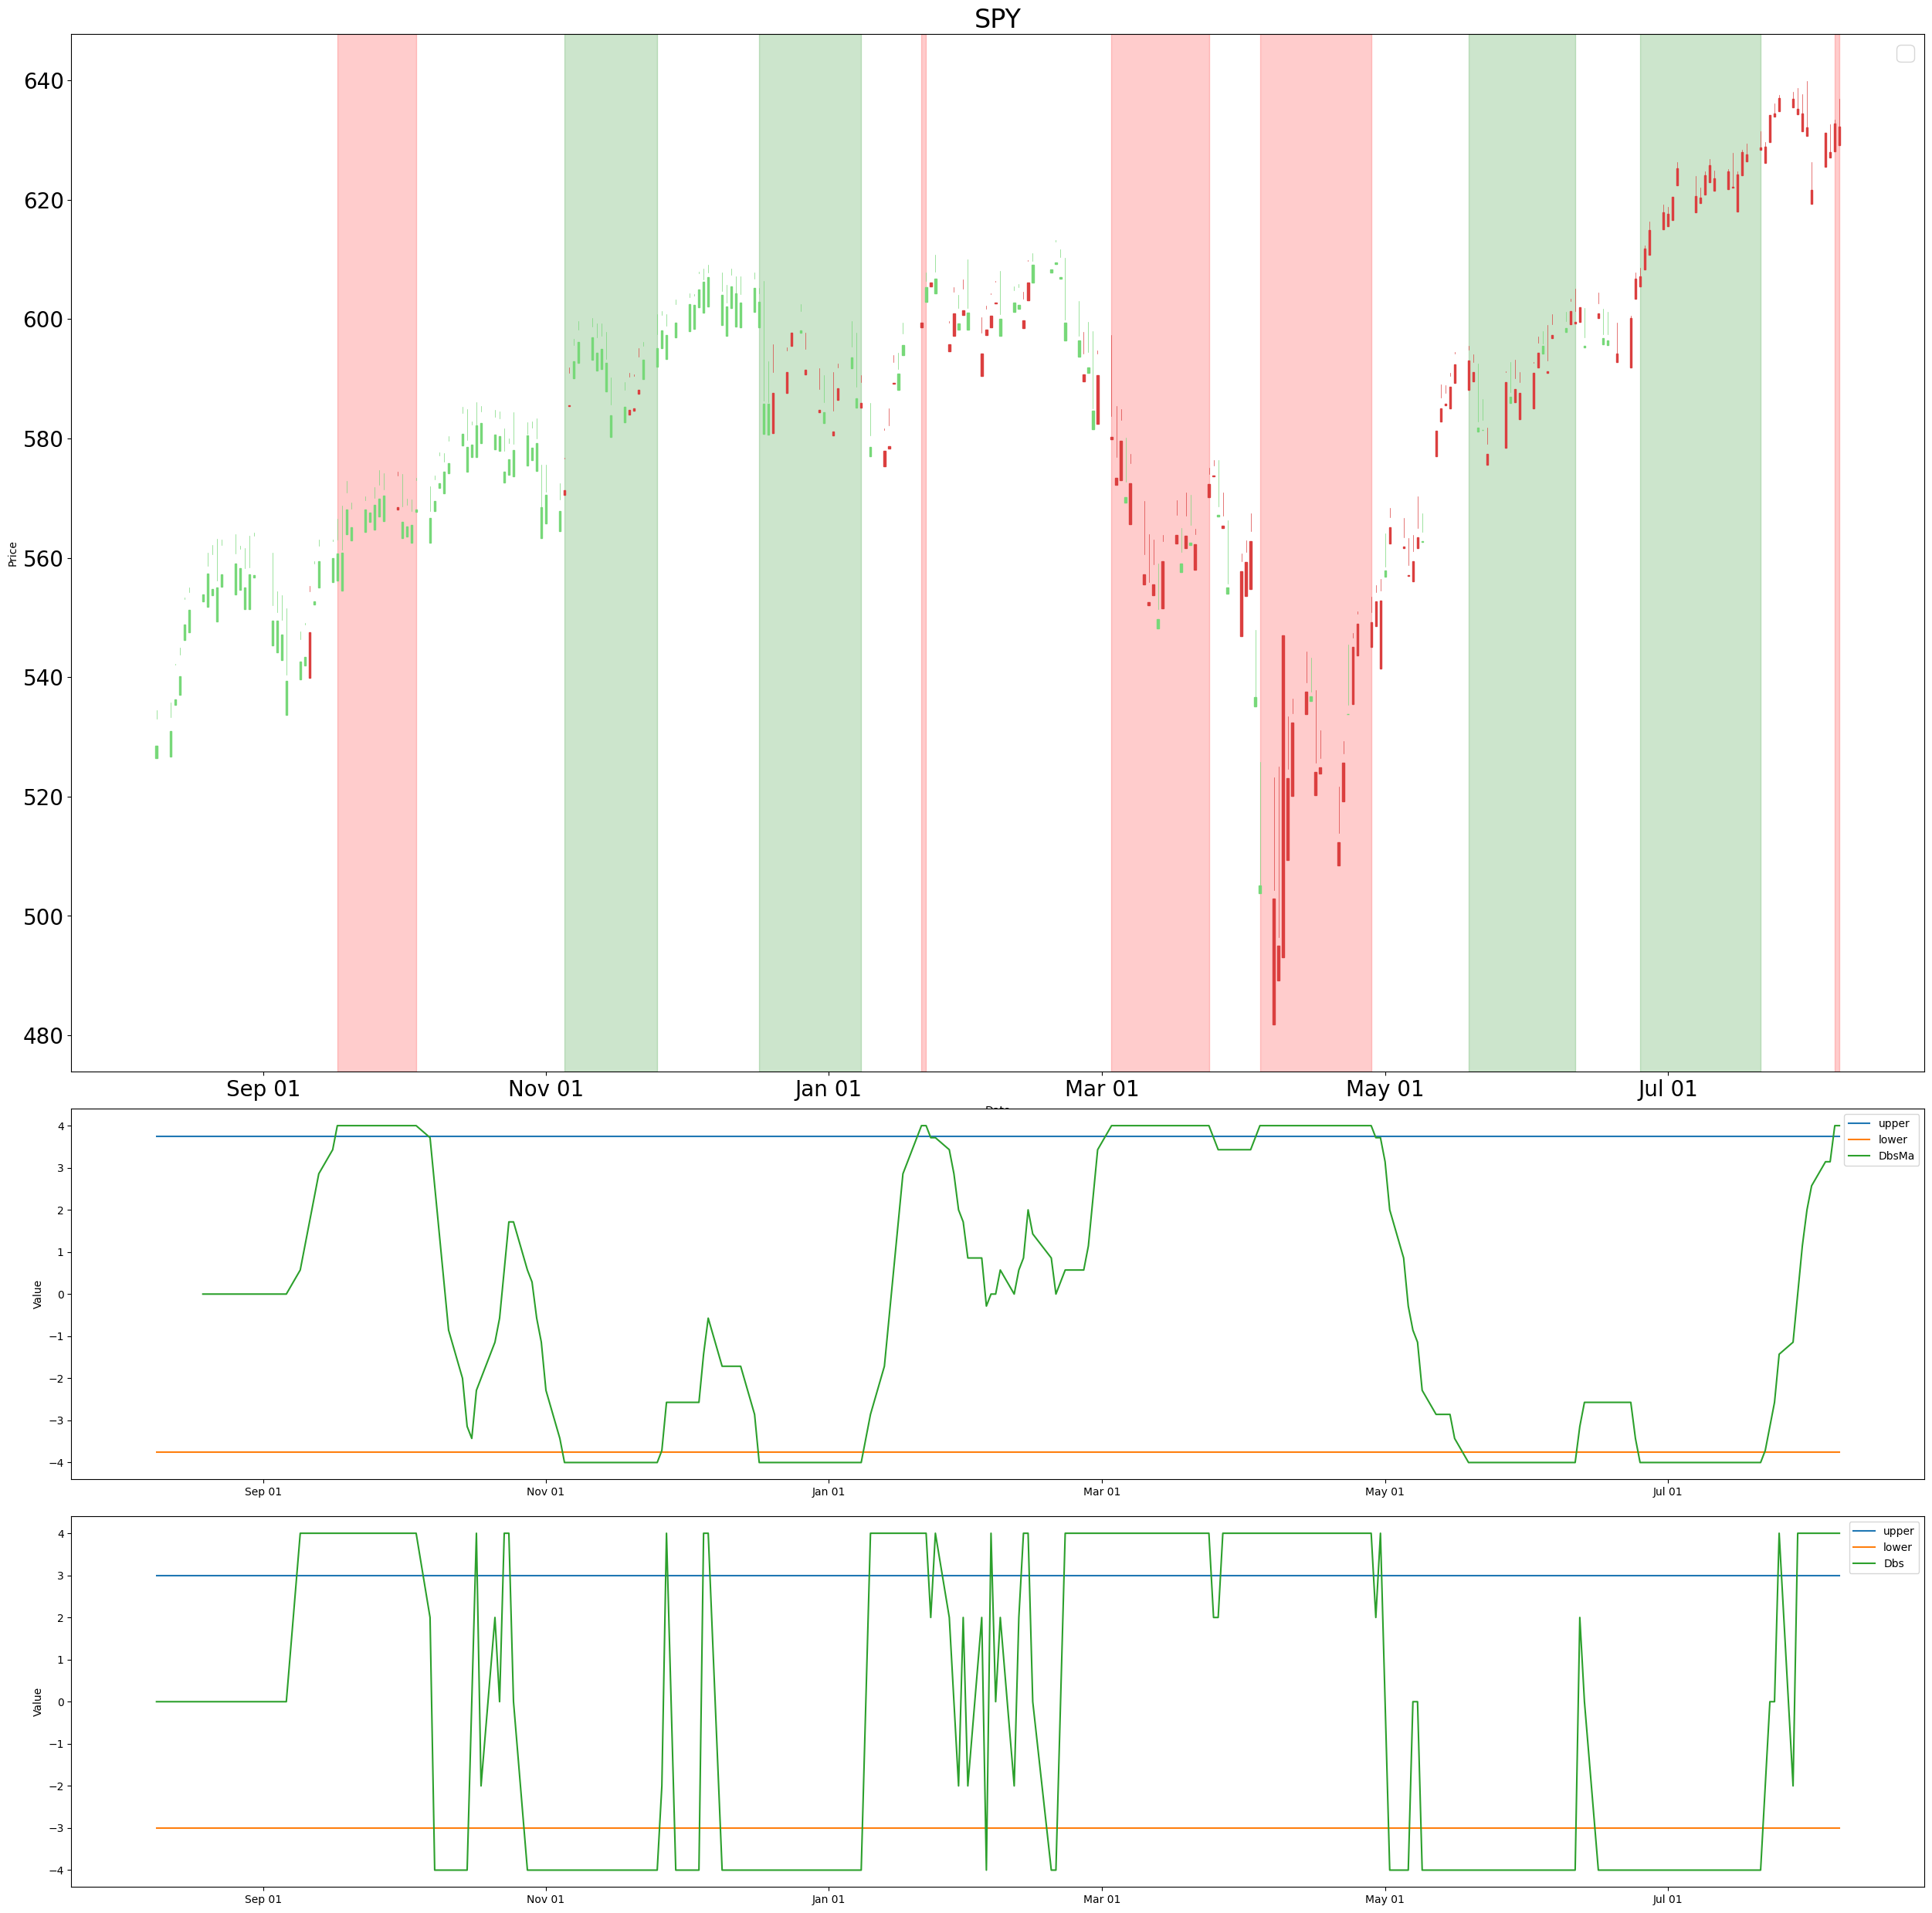 SPY
640
620
600
580
560
540
520
500
480
Price
Sep 01
Nov 01
Jan 01
Mar 01
May 01
Jul 01
4
3
2
1
0
−1
−2
−3
−4
Value
upper
lower
DbsMa
Sep 01
Nov 01
Jan 01
Mar 01
May 01
Jul 01
4
3
2
1
0
−1
−2
−3
−4
Value
upper
lower
Dbs
Sep 01
Nov 01
Jan 01
Mar 01
May 01
Jul 01